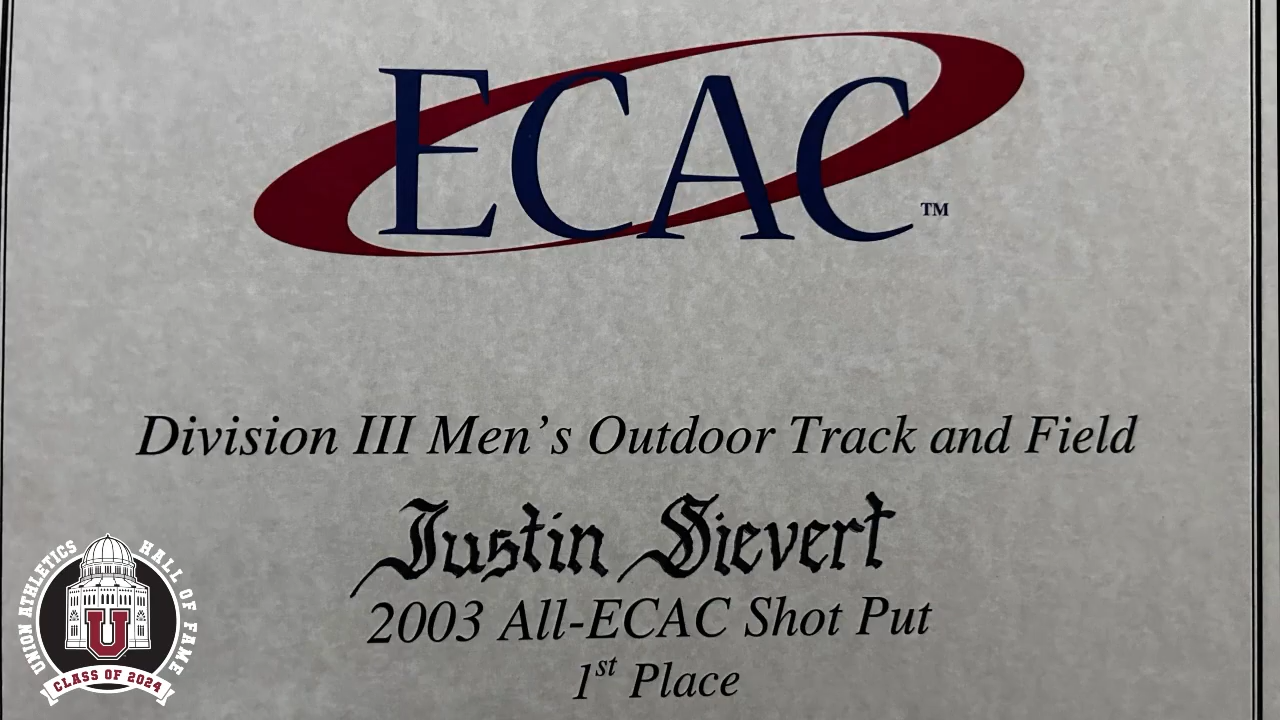 ECAC™
Division III Men's Outdoor Track and Field
Justin Sievert
2003 All-ECAC Shot Put
1st Place
UNION ATHLETICS HALL OF FAME
U
CLASS OF 2024